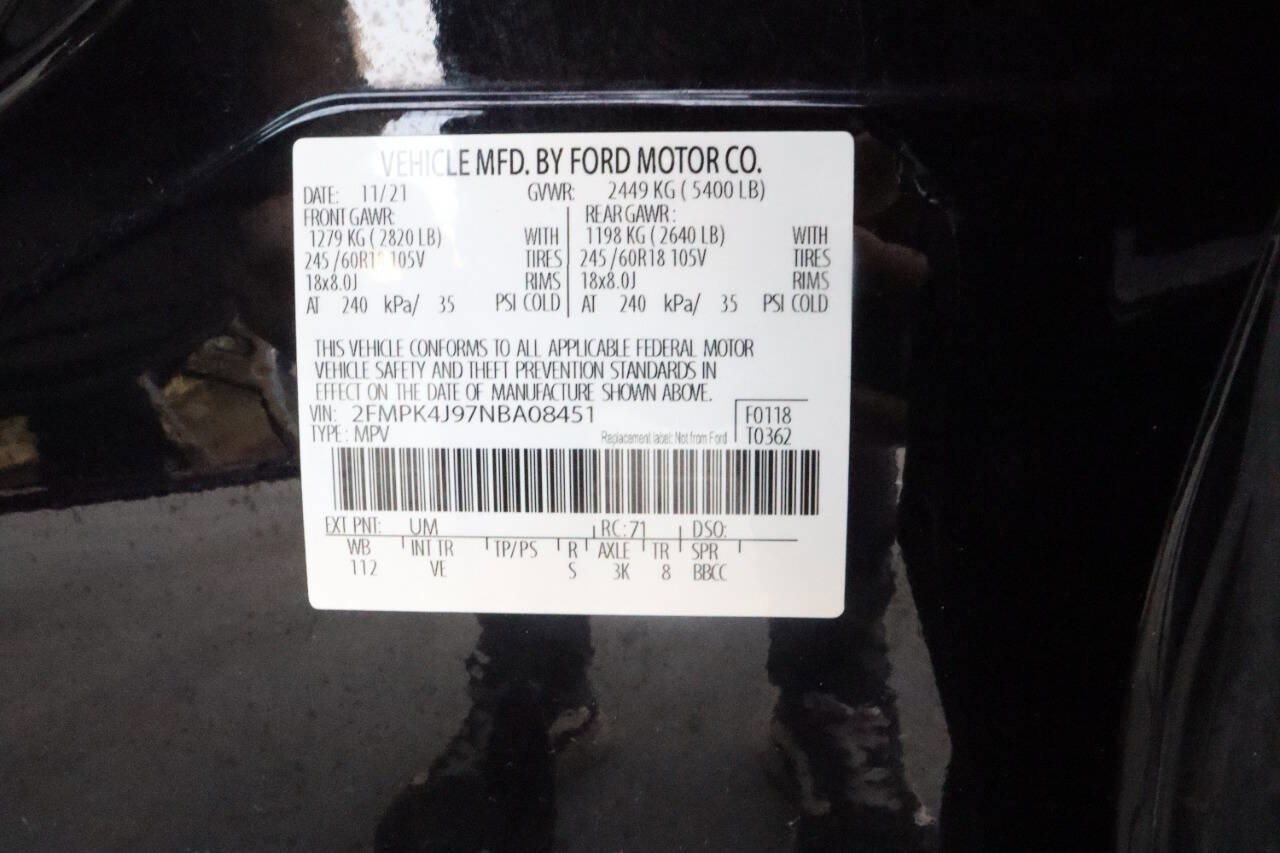 VEHICLE MFD. BY FORD MOTOR CO.
DATE: 11/21 GVWR: 2449 KG ( 5400 LB)
FRONT GAWR: REAR GAWR :
1279 KG ( 2820 LB) WITH 1198 KG ( 2640 LB) WITH
245 /60R18 105V TIRES 245 /60R18 105V TIRES
18x8.0J RIMS 18x8.0J RIMS
AT 240 kPa/ 35 PSI COLD AT 240 kPa/ 35 PSI COLD
THIS VEHICLE CONFORMS TO ALL APPLICABLE FEDERAL MOTOR
VEHICLE SAFETY AND THEFT PREVENTION STANDARDS IN
EFFECT ON THE DATE OF MANUFACTURE SHOWN ABOVE.
VIN: 2FMPK4J97NBA08451 F0118
TYPE : MPV Replacement label: Not from Ford T0362
EXT PNT: UM RC : 71 DSO:
WB INT TR TP/PS R AXLE TR SPR
112 VE S 3K 8 BBCC